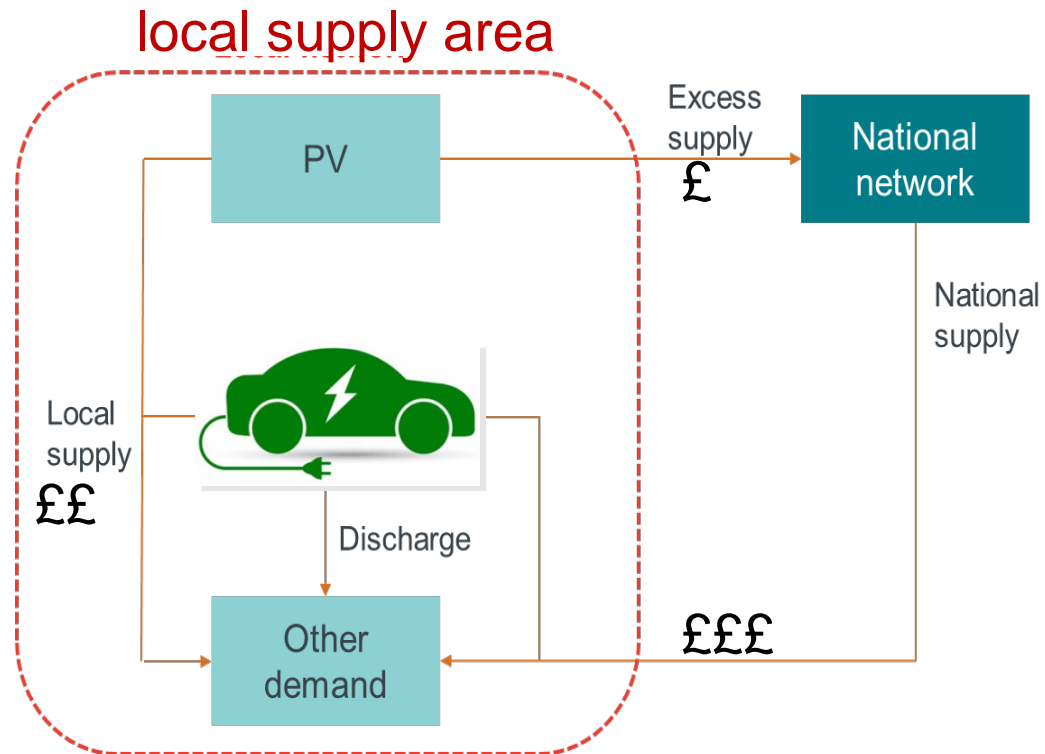 local supply area
PV
Excess
supply
£
National
network
National
supply
Local
supply
££
Discharge
Other
demand
£££